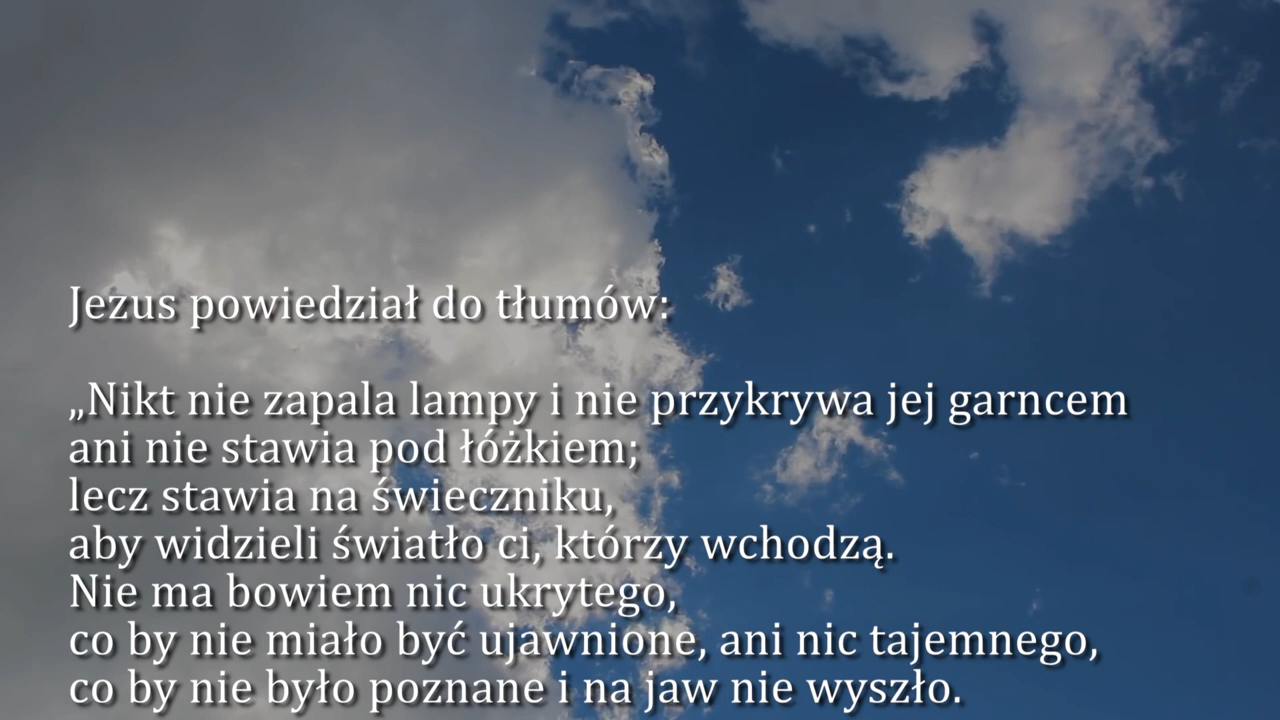 Jezus powiedział do tłumów:
„Nikt nie zapala lampy i nie przykrywa jej garncem
ani nie stawia pod łóżkiem;
lecz stawia na świeczniku,
aby widzieli światło ci, którzy wchodzą.
Nie ma bowiem nic ukrytego,
co by nie miało być ujawnione, ani nic tajemnego,
co by nie było poznane i na jaw nie wyszło.